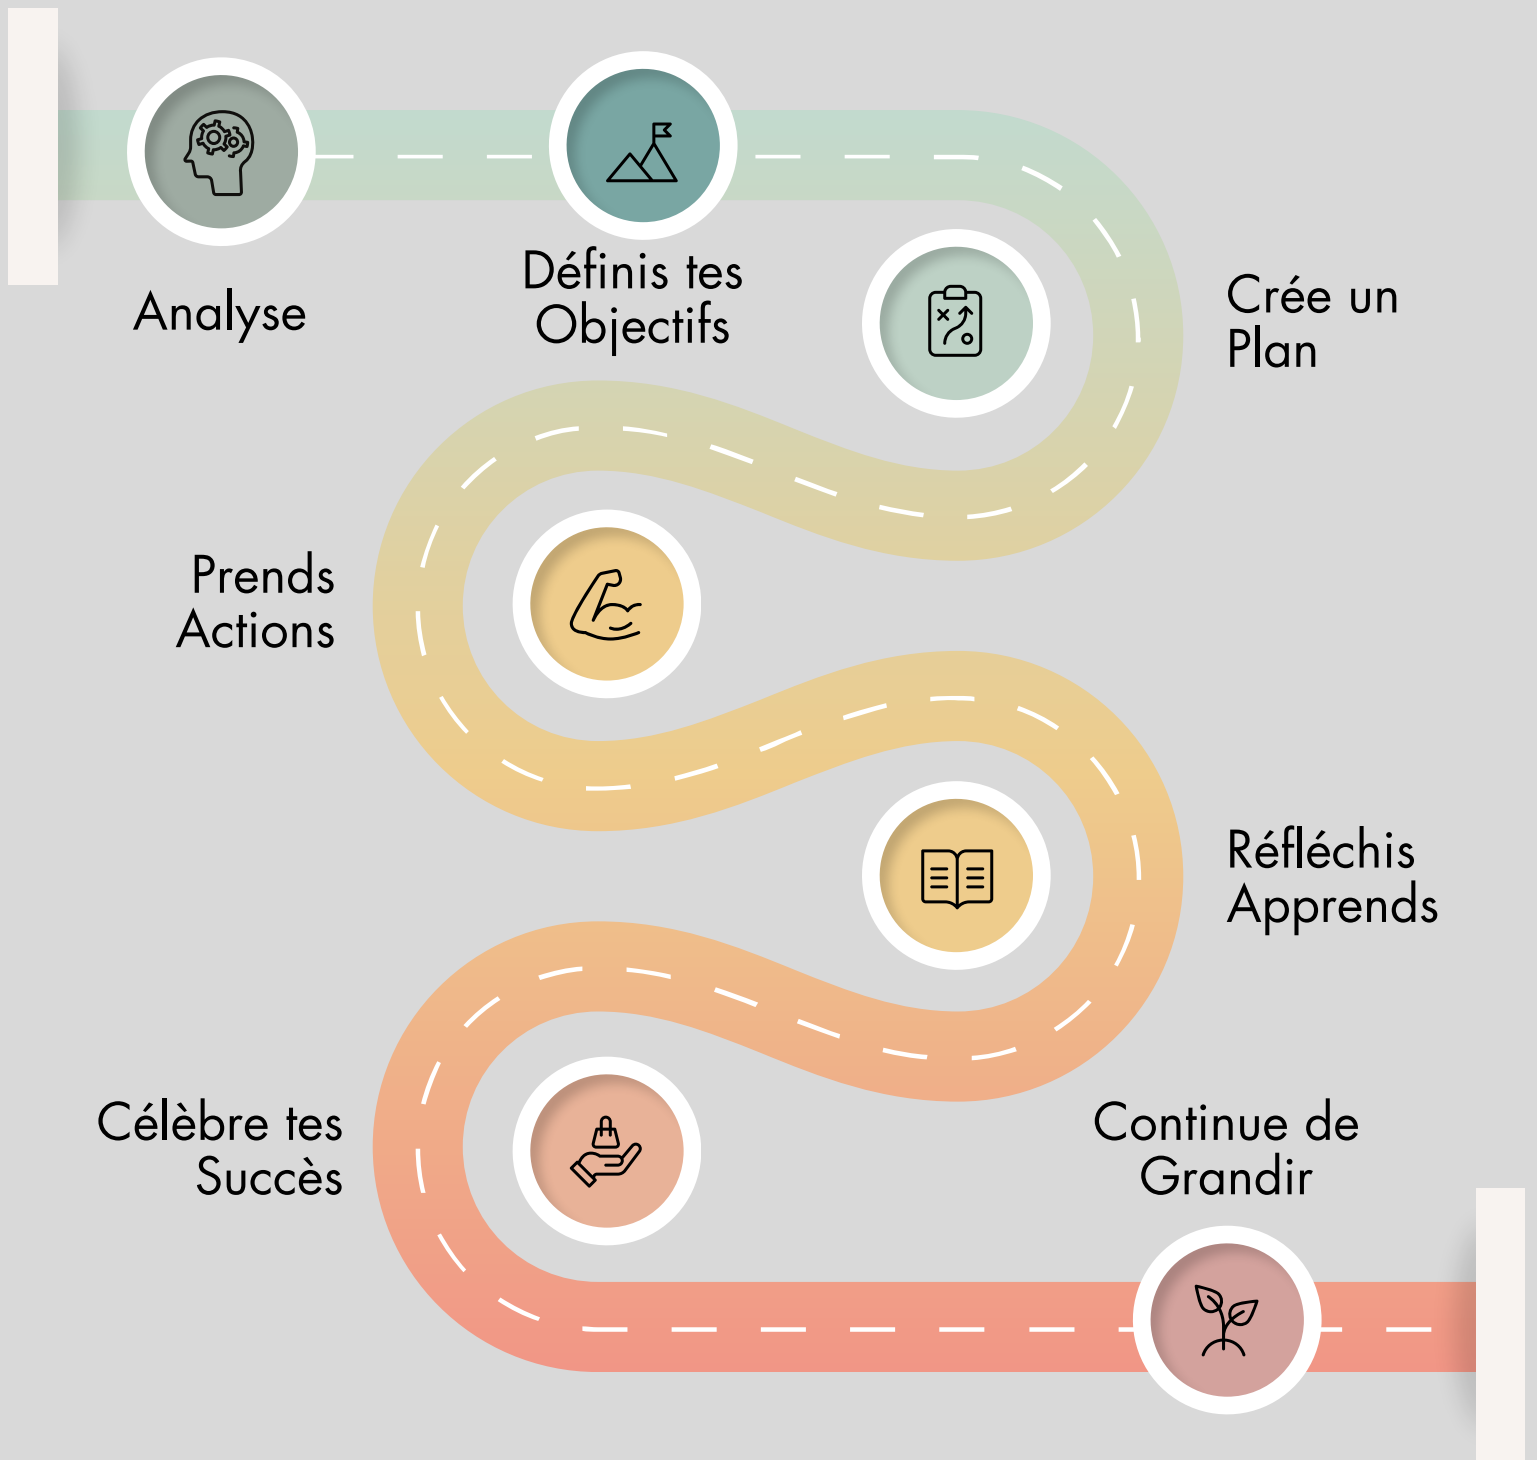 Analyse
Définis tes
Objectifs
Crée un
Plan
Prends
Actions
Réfléchis
Apprends
Célèbre tes
Succès
Continue de
Grandir